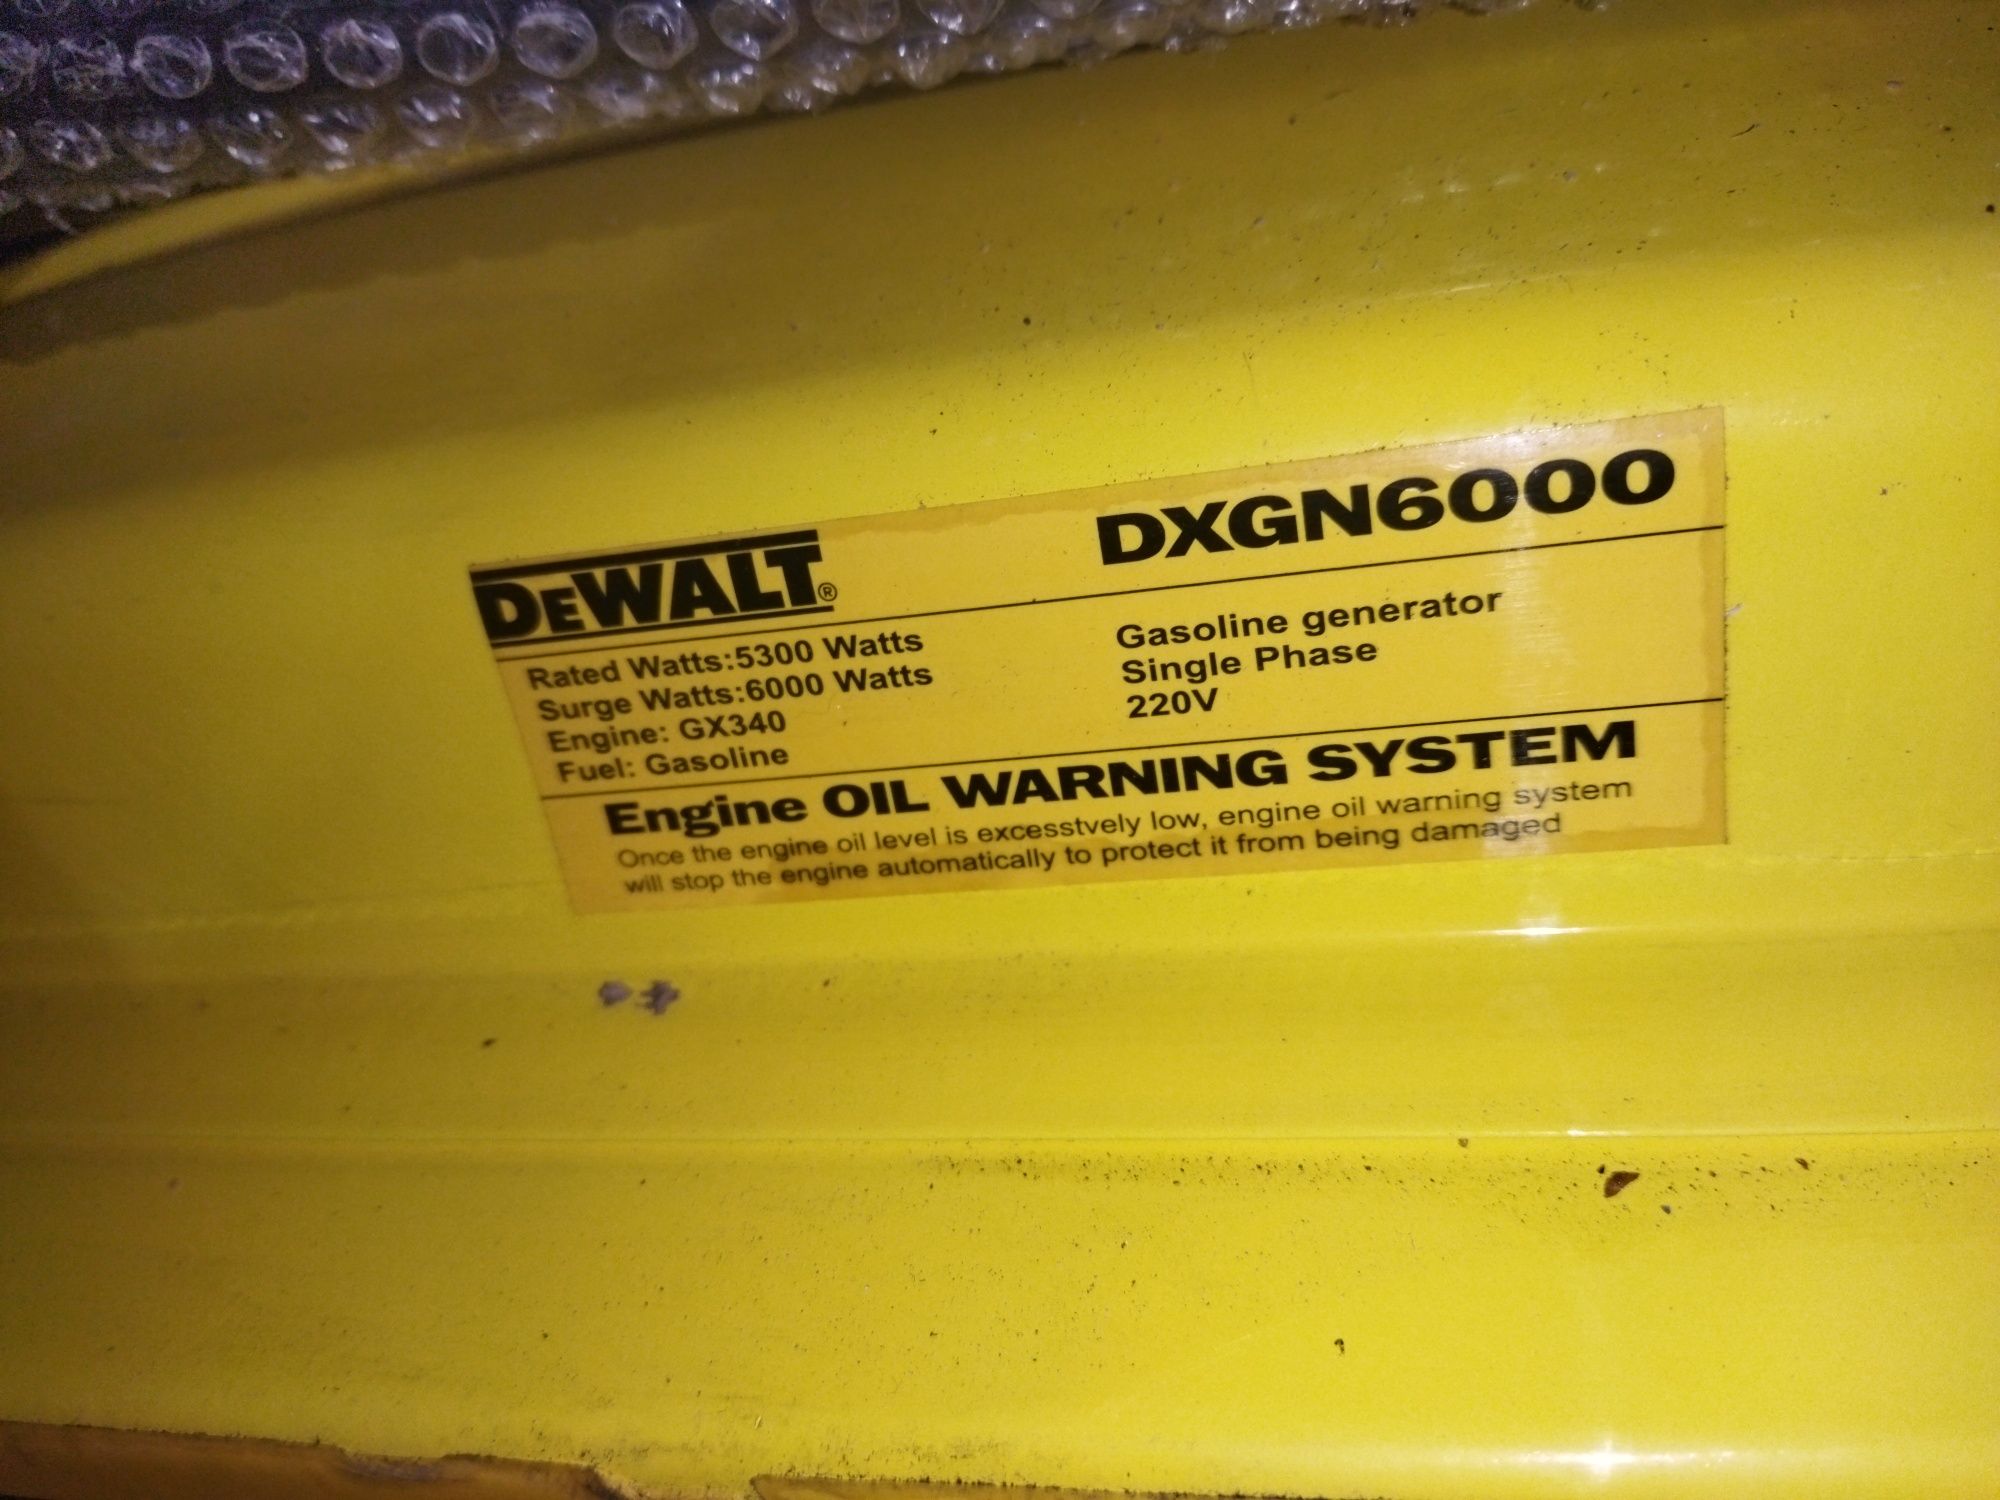 DEWALT® DXGN6000
Rated Watts:5300 Watts
Surge Watts:6000 Watts
Engine: GX340
Fuel: Gasoline
Gasoline generator
Single Phase
220V
Engine OIL WARNING SYSTEM
Once the engine oil level is excesstvely low, engine oil warning system
will stop the engine automatically to protect it from being damaged